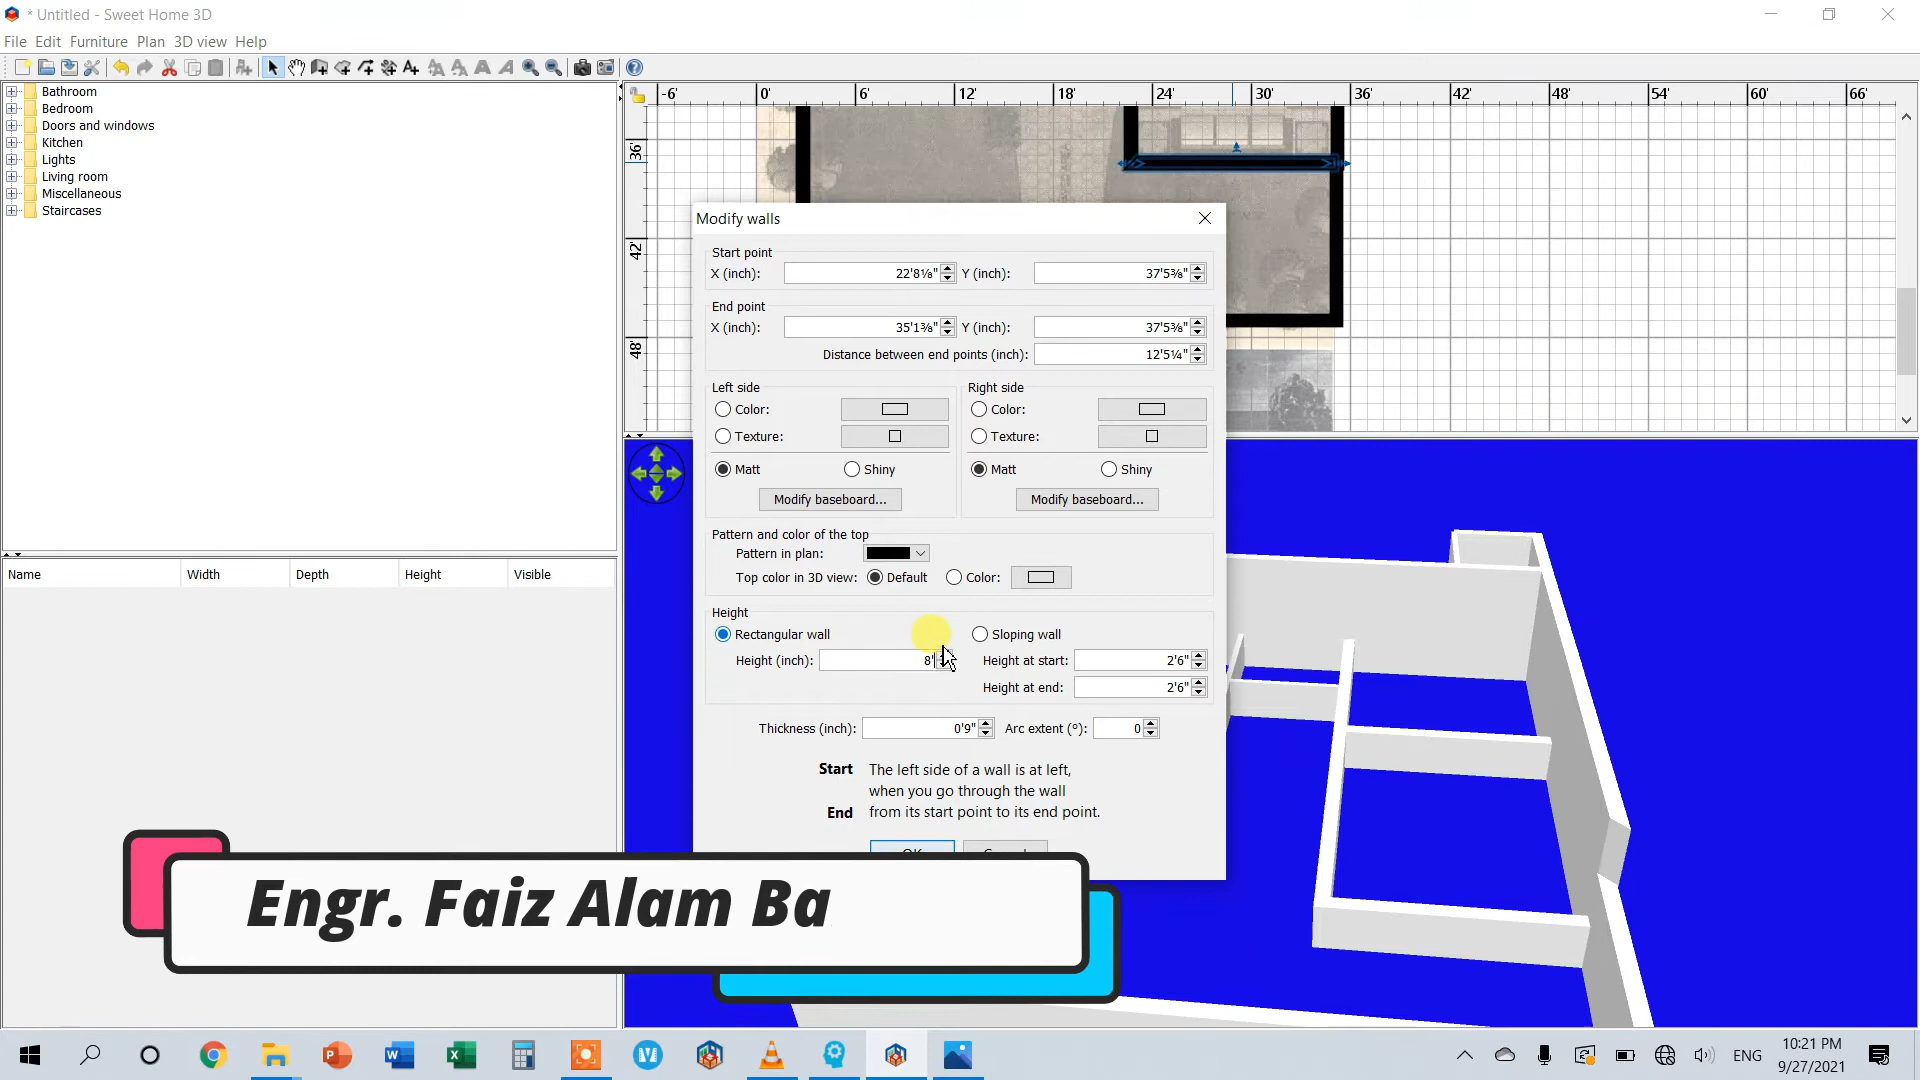 * Untitled - Sweet Home 3D
File Edit Furniture Plan 3D view Help
Bathroom
Bedroom
Doors and windows
Kitchen
Lights
Living room
Miscellaneous
Staircases
Name Width Depth Height Visible
-6' 0' 6' 12' 18' 24' 30' 36' 42' 48' 54' 60' 66'
36'
42'
48'
Modify walls
Start point
X (inch): 22'8⅛" Y (inch): 37'5⅜"
End point
X (inch): 35'1⅜" Y (inch): 37'5⅜"
Distance between end points (inch): 12'5¼"
Left side Right side
Color: Color:
Texture: Texture:
Matt Shiny Matt Shiny
Modify baseboard... Modify baseboard...
Pattern and color of the top
Pattern in plan:
Top color in 3D view: Default Color:
Height
Rectangular wall Sloping wall
Height (inch): 8' Height at start: 2'6"
Height at end: 2'6"
Thickness (inch): 0'9" Arc extent (°): 0
Start The left side of a wall is at left,
when you go through the wall
End from its start point to its end point.
Engr. Faiz Alam Ba
ENG
10:21 PM
9/27/2021